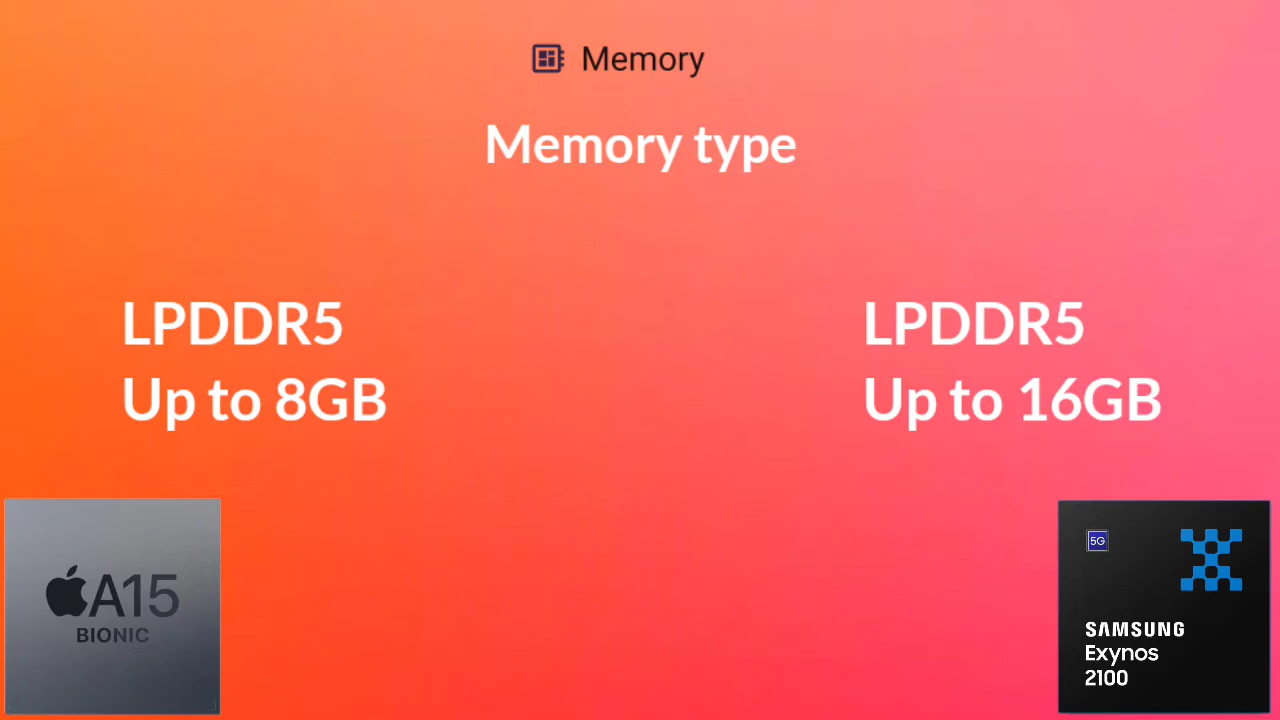 Memory
Memory type
LPDDR5
Up to 8GB
LPDDR5
Up to 16GB
A15
BIONIC
5G
SAMSUNG
Exynos
2100